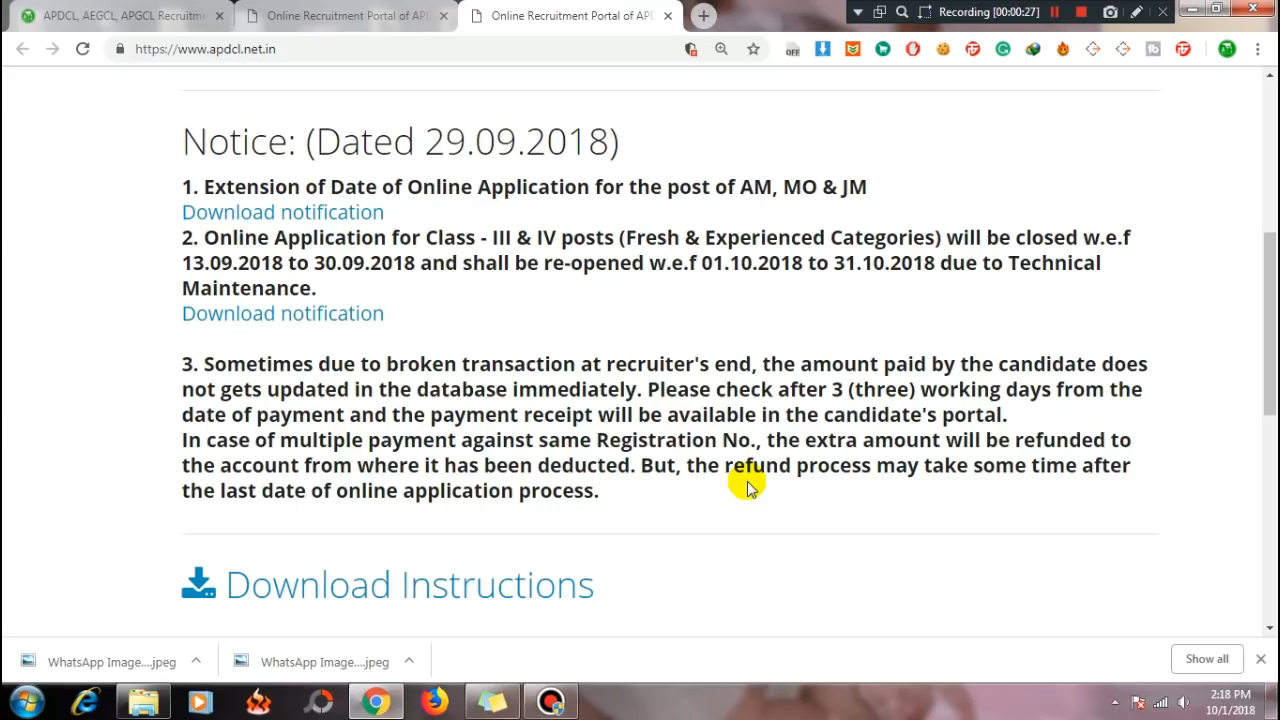 APDCL, AEGCL, APGCL Recruitm
Online Recruitment Portal of APD
Online Recruitment Portal of APD
Recording [00:00:27]
https://www.apdcl.net.in
OFF
Notice: (Dated 29.09.2018)
1. Extension of Date of Online Application for the post of AM, MO & JM
Download notification
2. Online Application for Class - III & IV posts (Fresh & Experienced Categories) will be closed w.e.f
13.09.2018 to 30.09.2018 and shall be re-opened w.e.f 01.10.2018 to 31.10.2018 due to Technical
Maintenance.
Download notification
3. Sometimes due to broken transaction at recruiter's end, the amount paid by the candidate does
not gets updated in the database immediately. Please check after 3 (three) working days from the
date of payment and the payment receipt will be available in the candidate's portal.
In case of multiple payment against same Registration No., the extra amount will be refunded to
the account from where it has been deducted. But, the refund process may take some time after
the last date of online application process.
Download Instructions
WhatsApp Image....jpeg
WhatsApp Image....jpeg
Show all
2:18 PM
10/1/2018